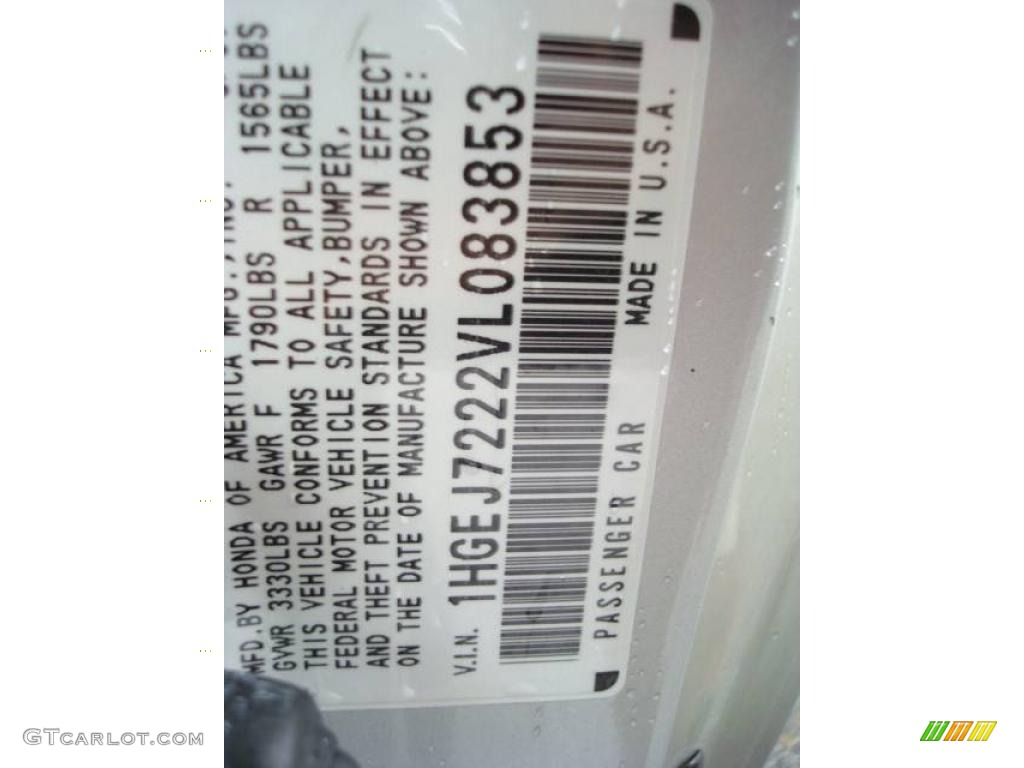 MFD.BY HONDA OF AMERICA MFG.,INC.
GVWR 3330LBS GAWR F 1790LBS R 1565LBS
THIS VEHICLE CONFORMS TO ALL APPLICABLE
FEDERAL MOTOR VEHICLE SAFETY,BUMPER,
AND THEFT PREVENTION STANDARDS IN EFFECT
ON THE DATE OF MANUFACTURE SHOWN ABOVE:
V.I.N. 1HGEJ7222VL083853
PASSENGER CAR MADE IN U.S.A.
GTCARLOT.COM